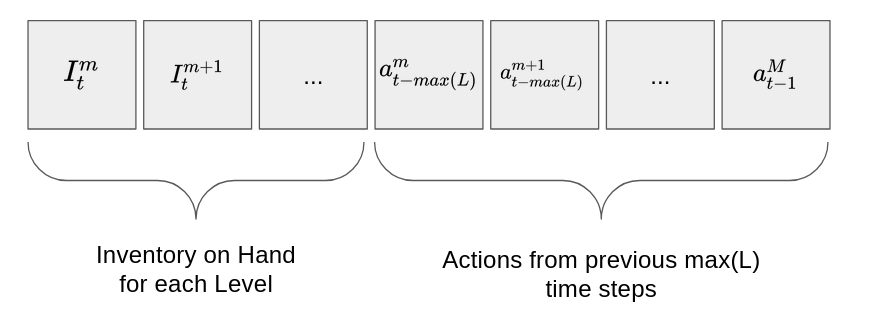 $I_t^m$ $I_t^{m+1}$ ... $a_{t-max(L)}^m$ $a_{t-max(L)}^{m+1}$ ... $a_{t-1}^M$
Inventory on Hand
for each Level
Actions from previous max(L)
time steps